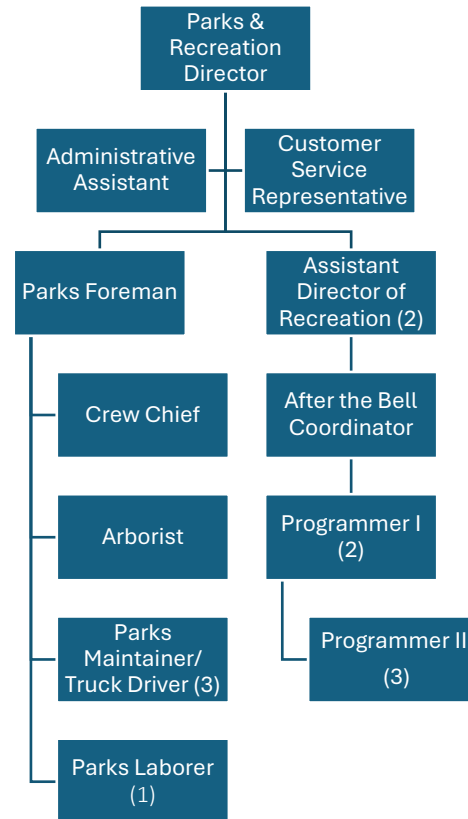 Parks &
Recreation
Director
Administrative
Assistant
Customer
Service
Representative
Parks Foreman
Assistant
Director of
Recreation (2)
Crew Chief
After the Bell
Coordinator
Arborist
Programmer I
(2)
Parks
Maintainer/
Truck Driver (3)
Programmer II
(3)
Parks Laborer
(1)